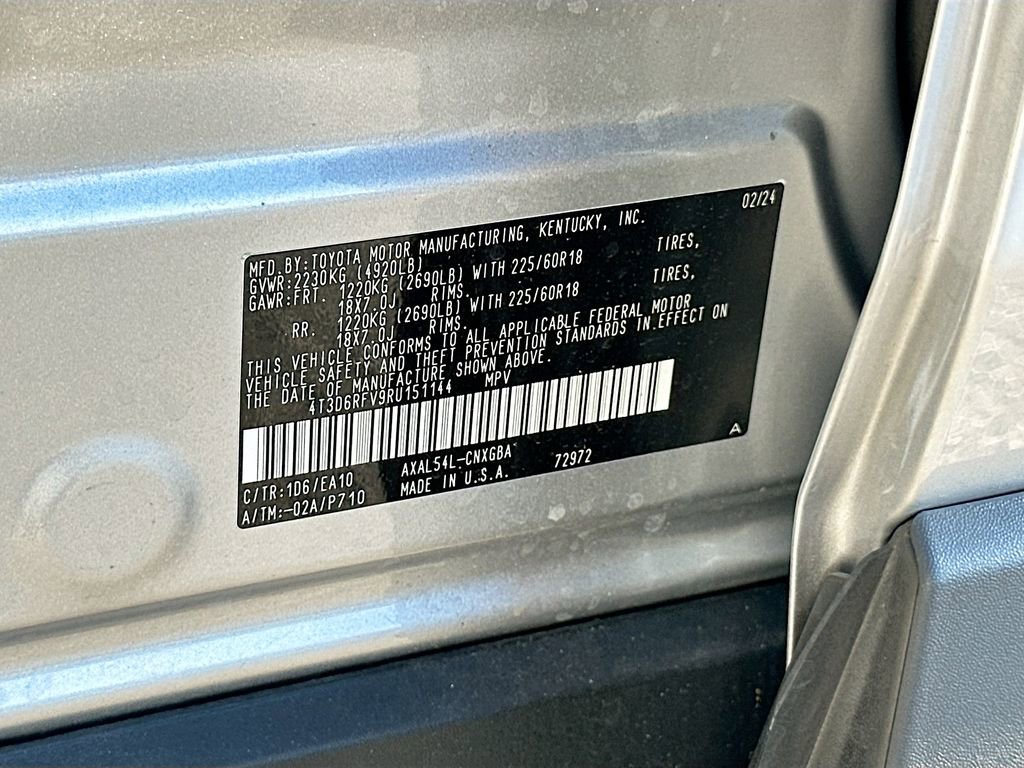 02/24
MFD.BY:TOYOTA MOTOR MANUFACTURING, KENTUCKY, INC.
GVWR:2230KG (4920LB)
GAWR:FRT. 1220KG (2690LB) WITH 225/60R18 TIRES,
18X7.0J RIMS.
RR. 1220KG (2690LB) WITH 225/60R18 TIRES,
18X7.0J RIMS.
THIS VEHICLE CONFORMS TO ALL APPLICABLE FEDERAL MOTOR
VEHICLE SAFETY AND THEFT PREVENTION STANDARDS IN EFFECT ON
THE DATE OF MANUFACTURE SHOWN ABOVE.
4T3D6RFV9RU151144 MPV
C/TR:1D6/EA10 AXAL54L-CNXGBA 72972 A
A/TM:-02A/P710 MADE IN U.S.A.